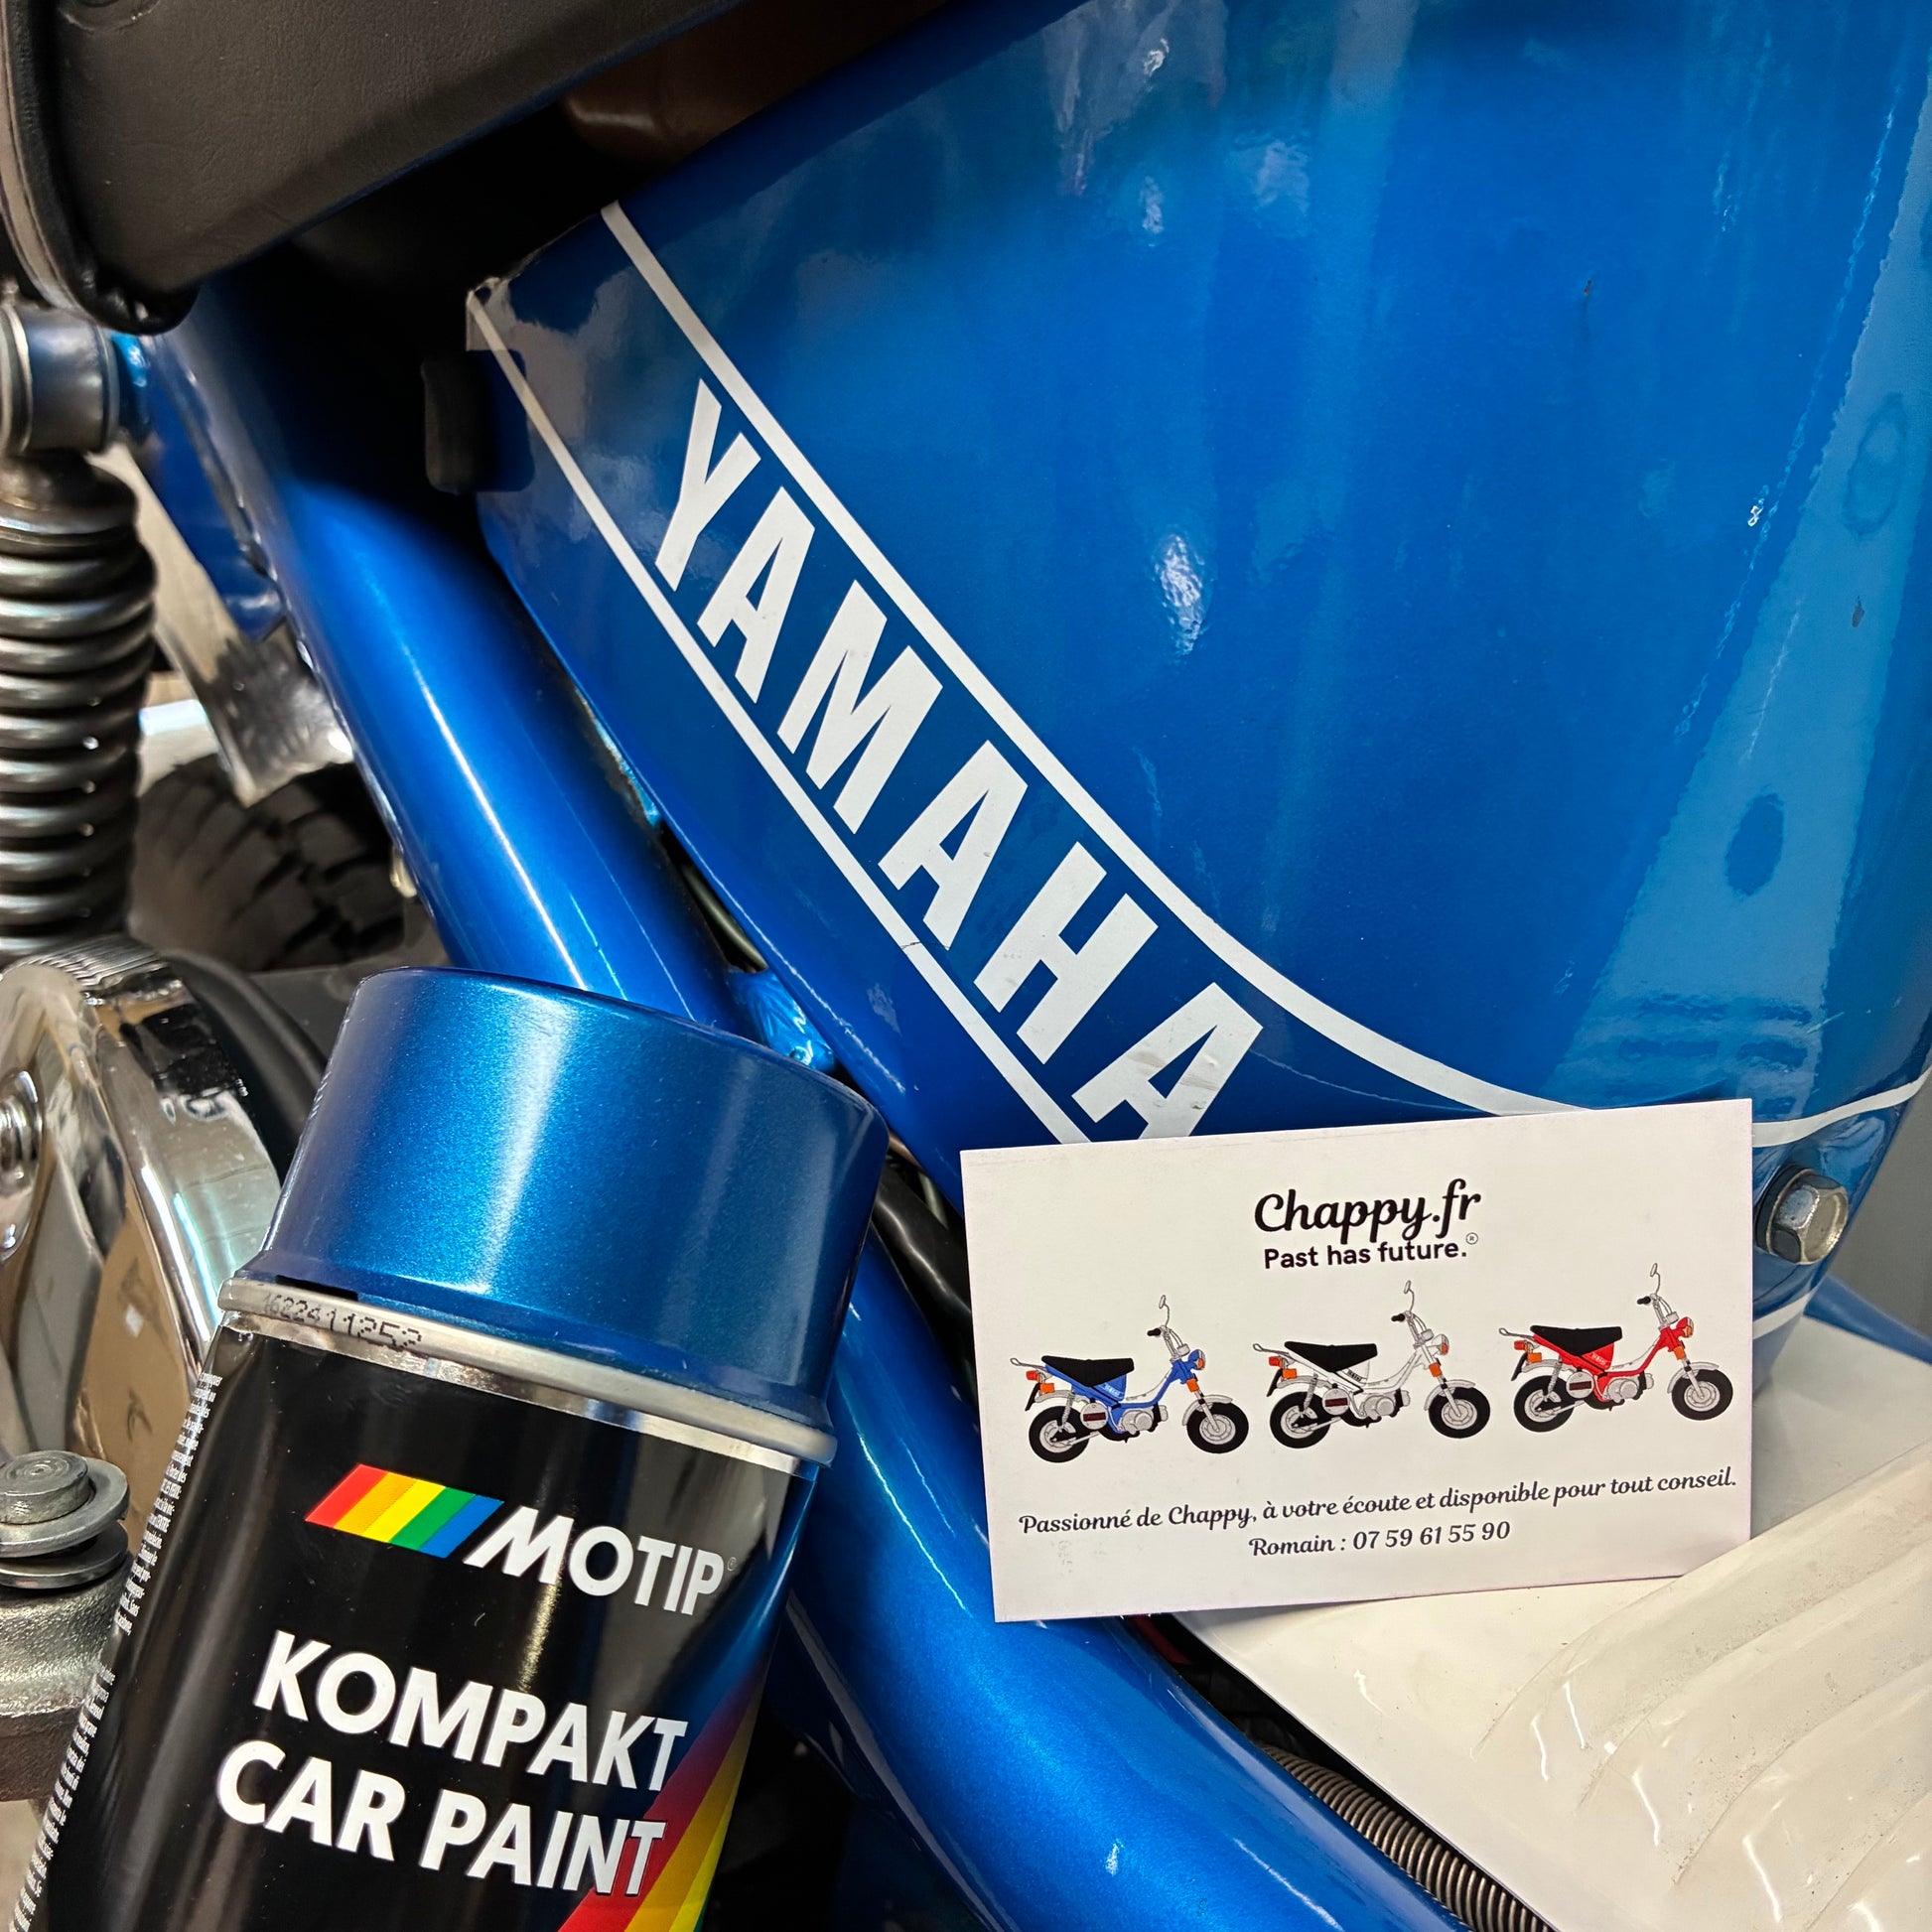 YAMAHA
Chappy.fr
Past has future.®
Passionné de Chappy, à votre écoute et disponible pour tout conseil.
Romain : 07 59 61 55 90
MOTIP
KOMPAKT
CAR PAINT